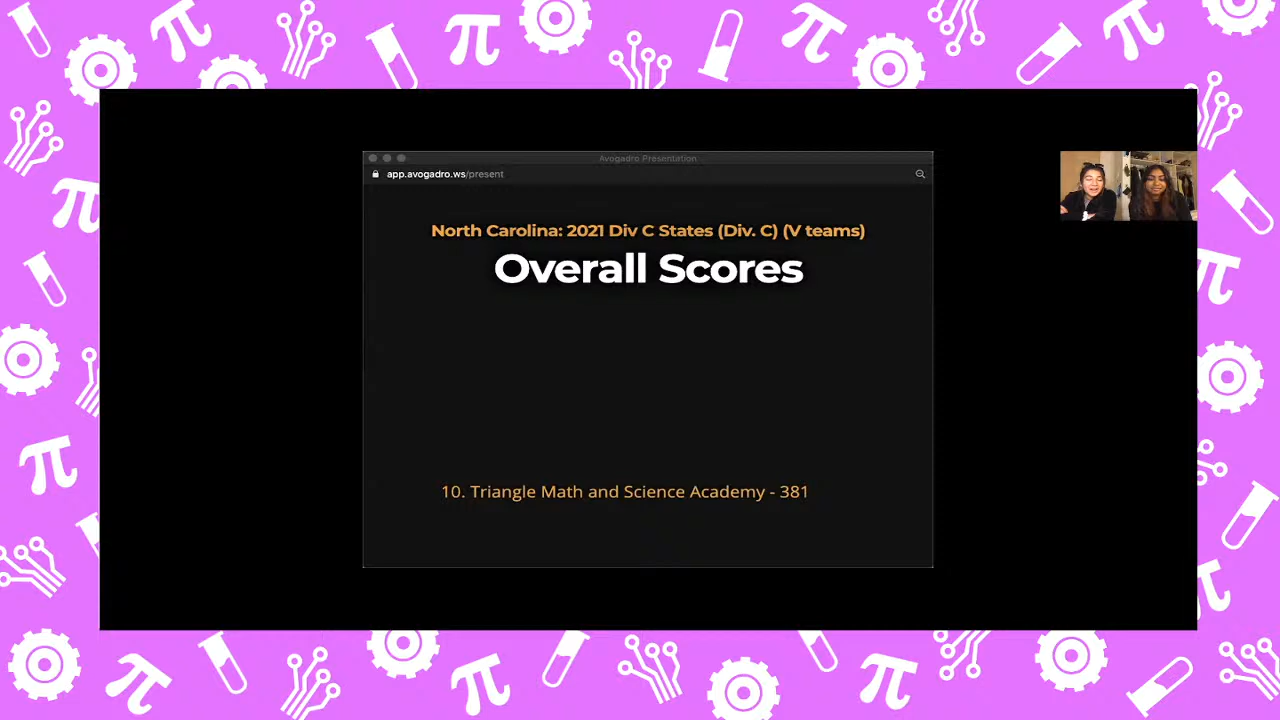 Avogadro Presentation
app.avogadro.ws/present
North Carolina: 2021 Div C States (Div. C) (V teams)
Overall Scores
10. Triangle Math and Science Academy - 381